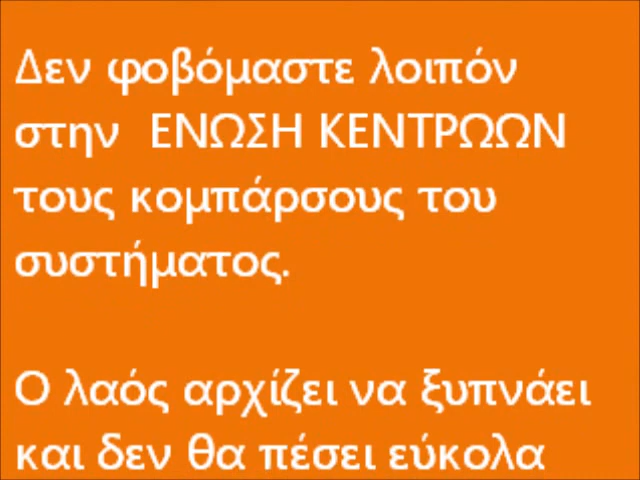 Δεν φοβόμαστε λοιπόν
στην ΕΝΩΣΗ ΚΕΝΤΡΩΩΝ
τους κομπάρσους του
συστήματος.
Ο λαός αρχίζει να ξυπνάει
και δεν θα πέσει εύκολα